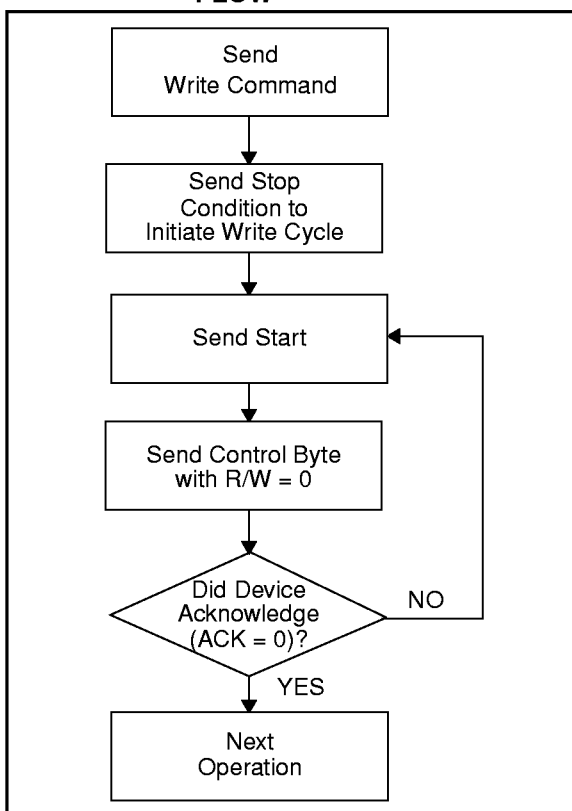 FLOW
Send
Write Command
Send Stop
Condition to
Initiate Write Cycle
Send Start
Send Control Byte
with R/W = 0
Did Device
Acknowledge
(ACK = 0)?
NO
YES
Next
Operation